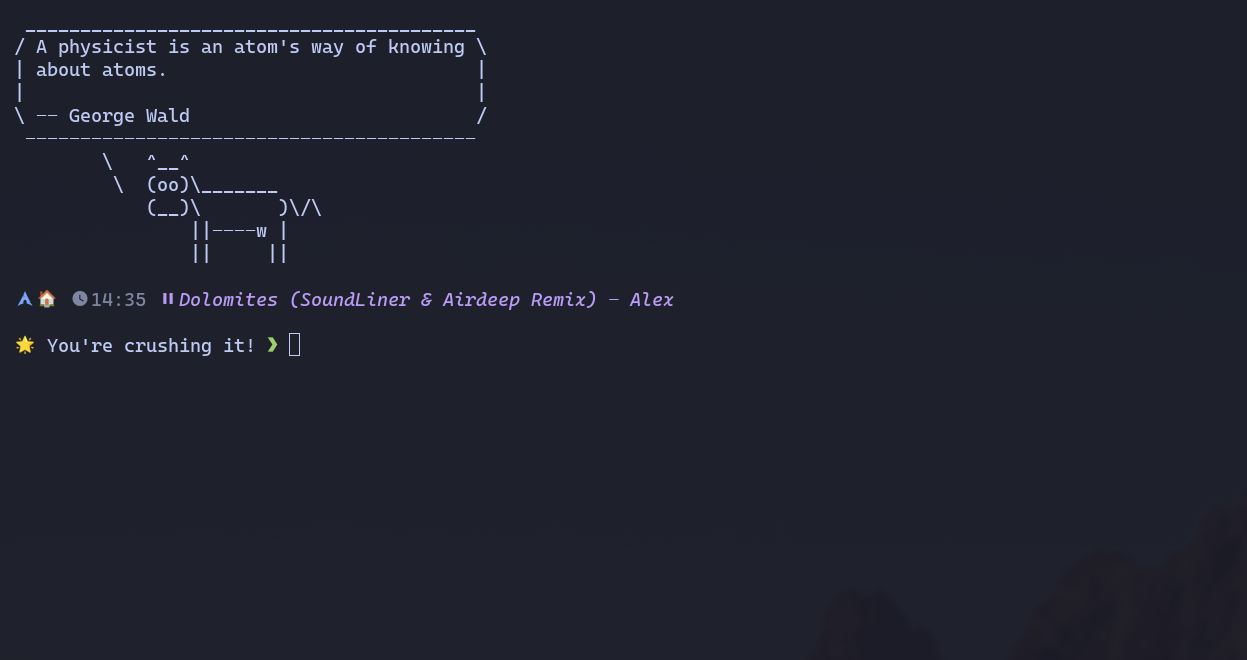 _________________________________________
/ A physicist is an atom's way of knowing \
| about atoms.                            |
|                                         |
\ -- George Wald                          /
 -----------------------------------------
        \   ^__^
         \  (oo)\_______
            (__)\       )\/\
                ||----w |
                ||     ||
14:35 Dolomites (SoundLiner & Airdeep Remix) - Alex
🌟 You're crushing it! ❯